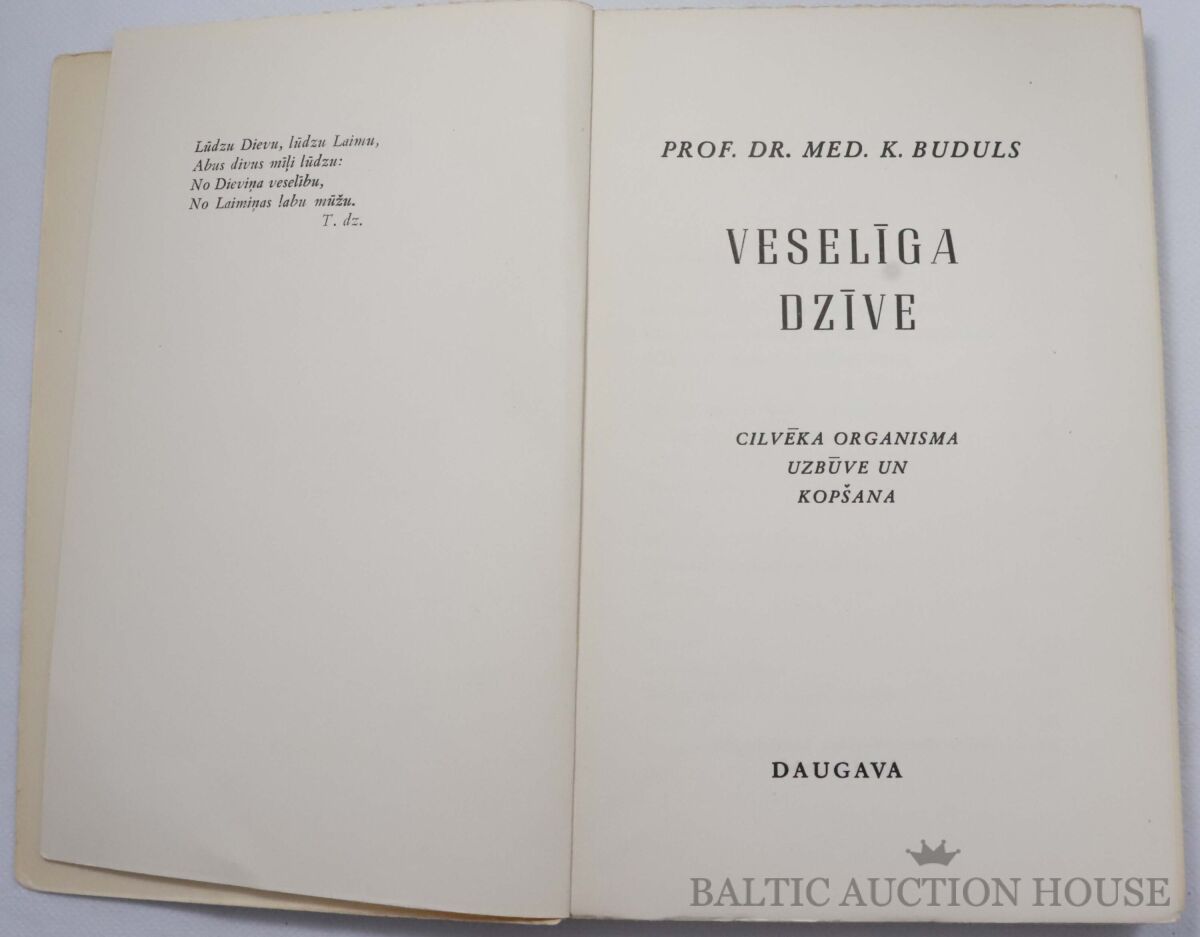 Lūdzu Dievu, lūdzu Laimu,
Abus divus mīļi lūdzu:
No Dieviņa veselību,
No Laimiņas labu mūžu.
T. dz.
PROF. DR. MED. K. BUDULS
VESELĪGA
DZĪVE
CILVĒKA ORGANISMA
UZBŪVE UN
KOPŠANA
DAUGAVA
BALTIC AUCTION HOUSE